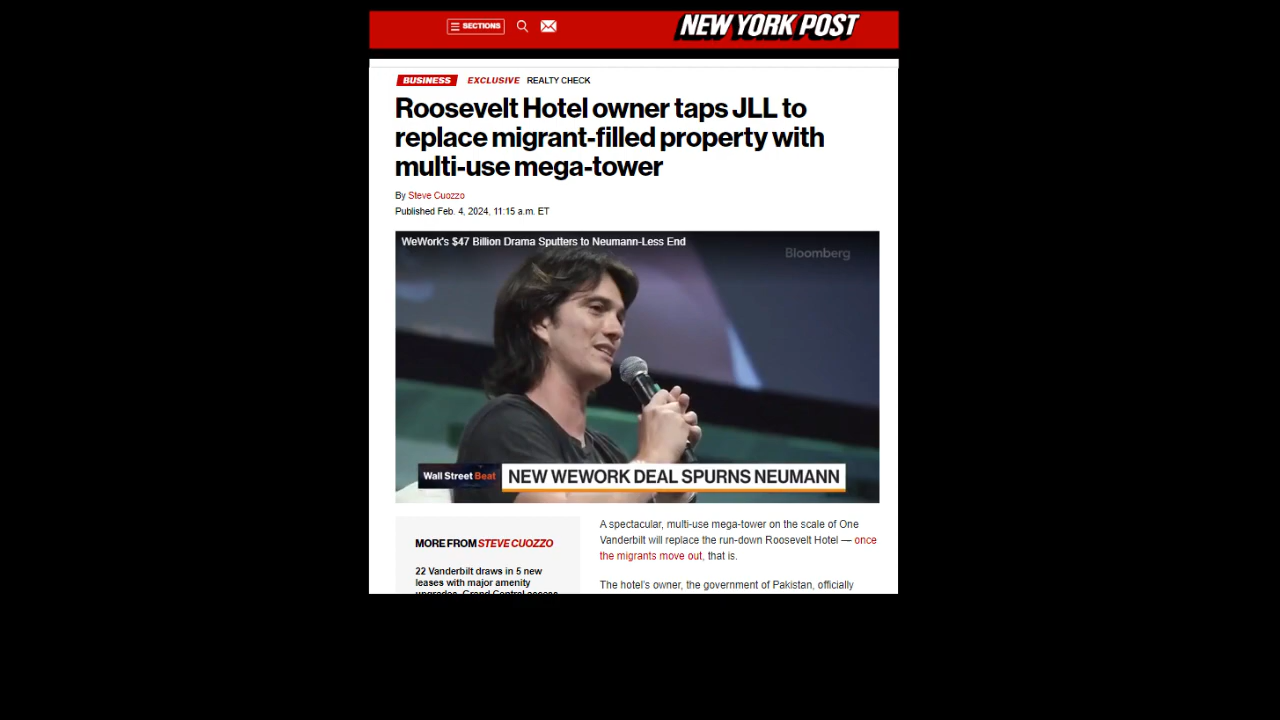 SECTIONS
NEW YORK POST
BUSINESS EXCLUSIVE REALTY CHECK
Roosevelt Hotel owner taps JLL to
replace migrant-filled property with
multi-use mega-tower
By Steve Cuozzo
Published Feb. 4, 2024, 11:15 a.m. ET
WeWork's $47 Billion Drama Sputters to Neumann-Less End
Bloomberg
Wall Street Beat NEW WEWORK DEAL SPURNS NEUMANN
MORE FROM STEVE CUOZZO
22 Vanderbilt draws in 5 new
leases with major amenity
upgrades, Grand Central access
A spectacular, multi-use mega-tower on the scale of One
Vanderbilt will replace the run-down Roosevelt Hotel — once
the migrants move out, that is.
The hotel's owner, the government of Pakistan, officially